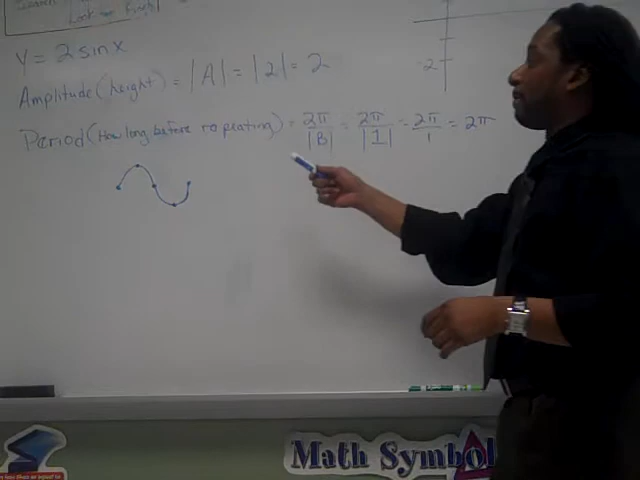 y = 2 sin x
Amplitude (height) = |A| = |2| = 2
Period (How long before repeating) = 2π/|B| = 2π/|1| = 2π/1 = 2π
-2
Math Symbol